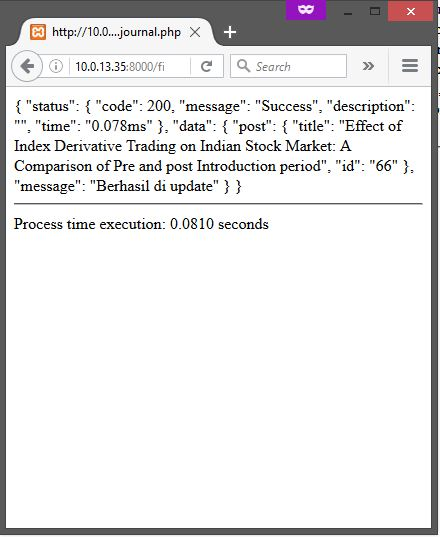 http://10.0....journal.php
10.0.13.35:8000/fi
Search
{ "status": { "code": 200, "message": "Success", "description":
"", "time": "0.078ms" }, "data": { "post": { "title": "Effect of
Index Derivative Trading on Indian Stock Market: A
Comparison of Pre and post Introduction period", "id": "66" },
"message": "Berhasil di update" } }
Process time execution: 0.0810 seconds